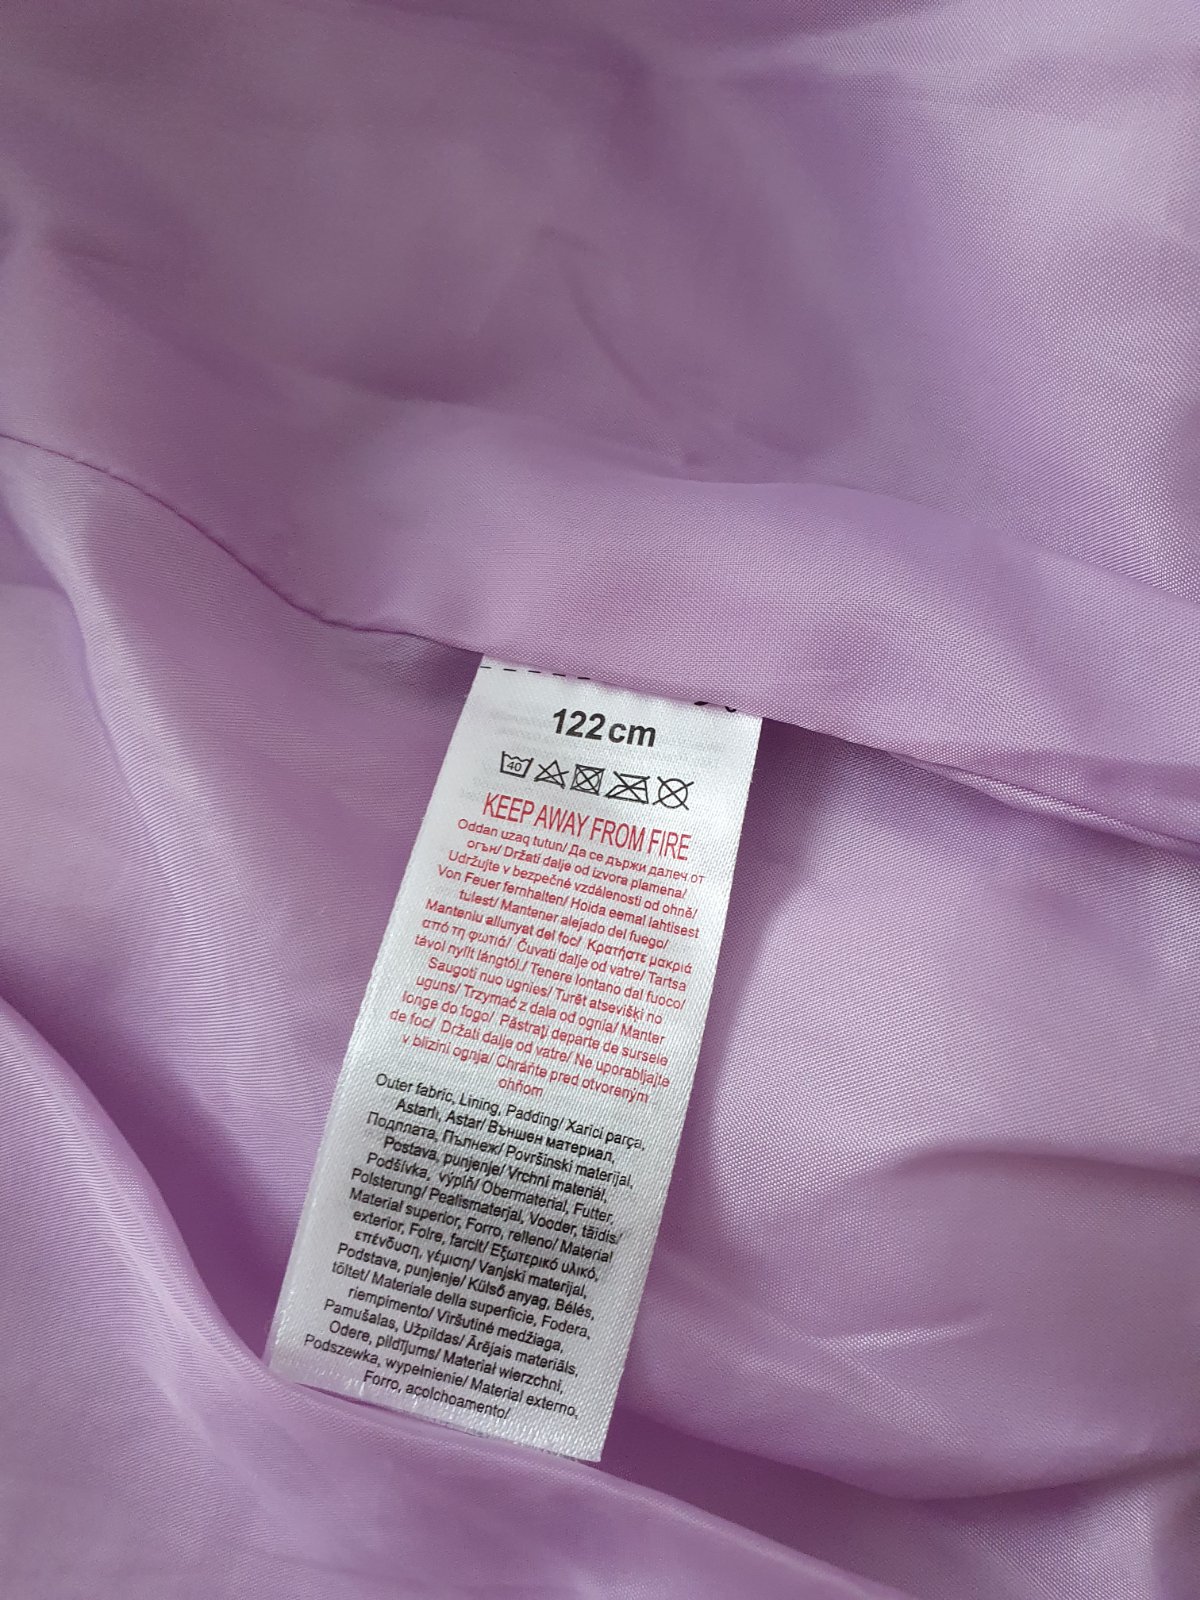 122cm
40
KEEP AWAY FROM FIRE
Oddan uzaq tutun/ Да се държи далеч от
огън/ Držati dalje od izvora plamena/
Udržujte v bezpečné vzdálenosti od ohně/
Von Feuer fernhalten/ Hoida eemal lahtisest
tulest/ Mantener alejado del fuego/
Manteniu allunyat del foc/ Κρατήστε μακριά
από τη φωτιά/ Čuvati dalje od vatre/ Tartsa
távol nyílt lángtól./ Tenere lontano dal fuoco/
Saugoti nuo ugnies/ Turēt atsevišķi no
uguns/ Trzymać z dala od ognia/ Manter
longe do fogo/ Păstrați departe de sursele
de foc/ Držati dalje od vatre/ Ne uporabljajte
v bližini ognja/ Chráňte pred otvoreným
ohňom
Outer fabric, Lining, Padding/ Xarici parça,
Astarlı, Astar/ Външен материал,
Подплата, Пълнеж/ Površinski materijal,
Postava, punjenje/ Vrchní materiál,
Podšívka, výplň/ Obermaterial, Futter,
Polsterung/ Pealismaterjal, Vooder, täidis/
Material superior, Forro, relleno/ Material
exterior, Folre, farcit/ Εξωτερικό υλικό,
επένδυση, γέμιση/ Vanjski materijal,
Podstava, punjenje/ Külső anyag, Bélés,
töltet/ Materiale della superficie, Fodera,
riempimento/ Viršutinė medžiaga,
Pamušalas, Užpildas/ Ārējais materiāls,
Odere, pildījums/ Materiał wierzchni,
Podszewka, wypełnienie/ Material externo,
Forro, acolchoamento/